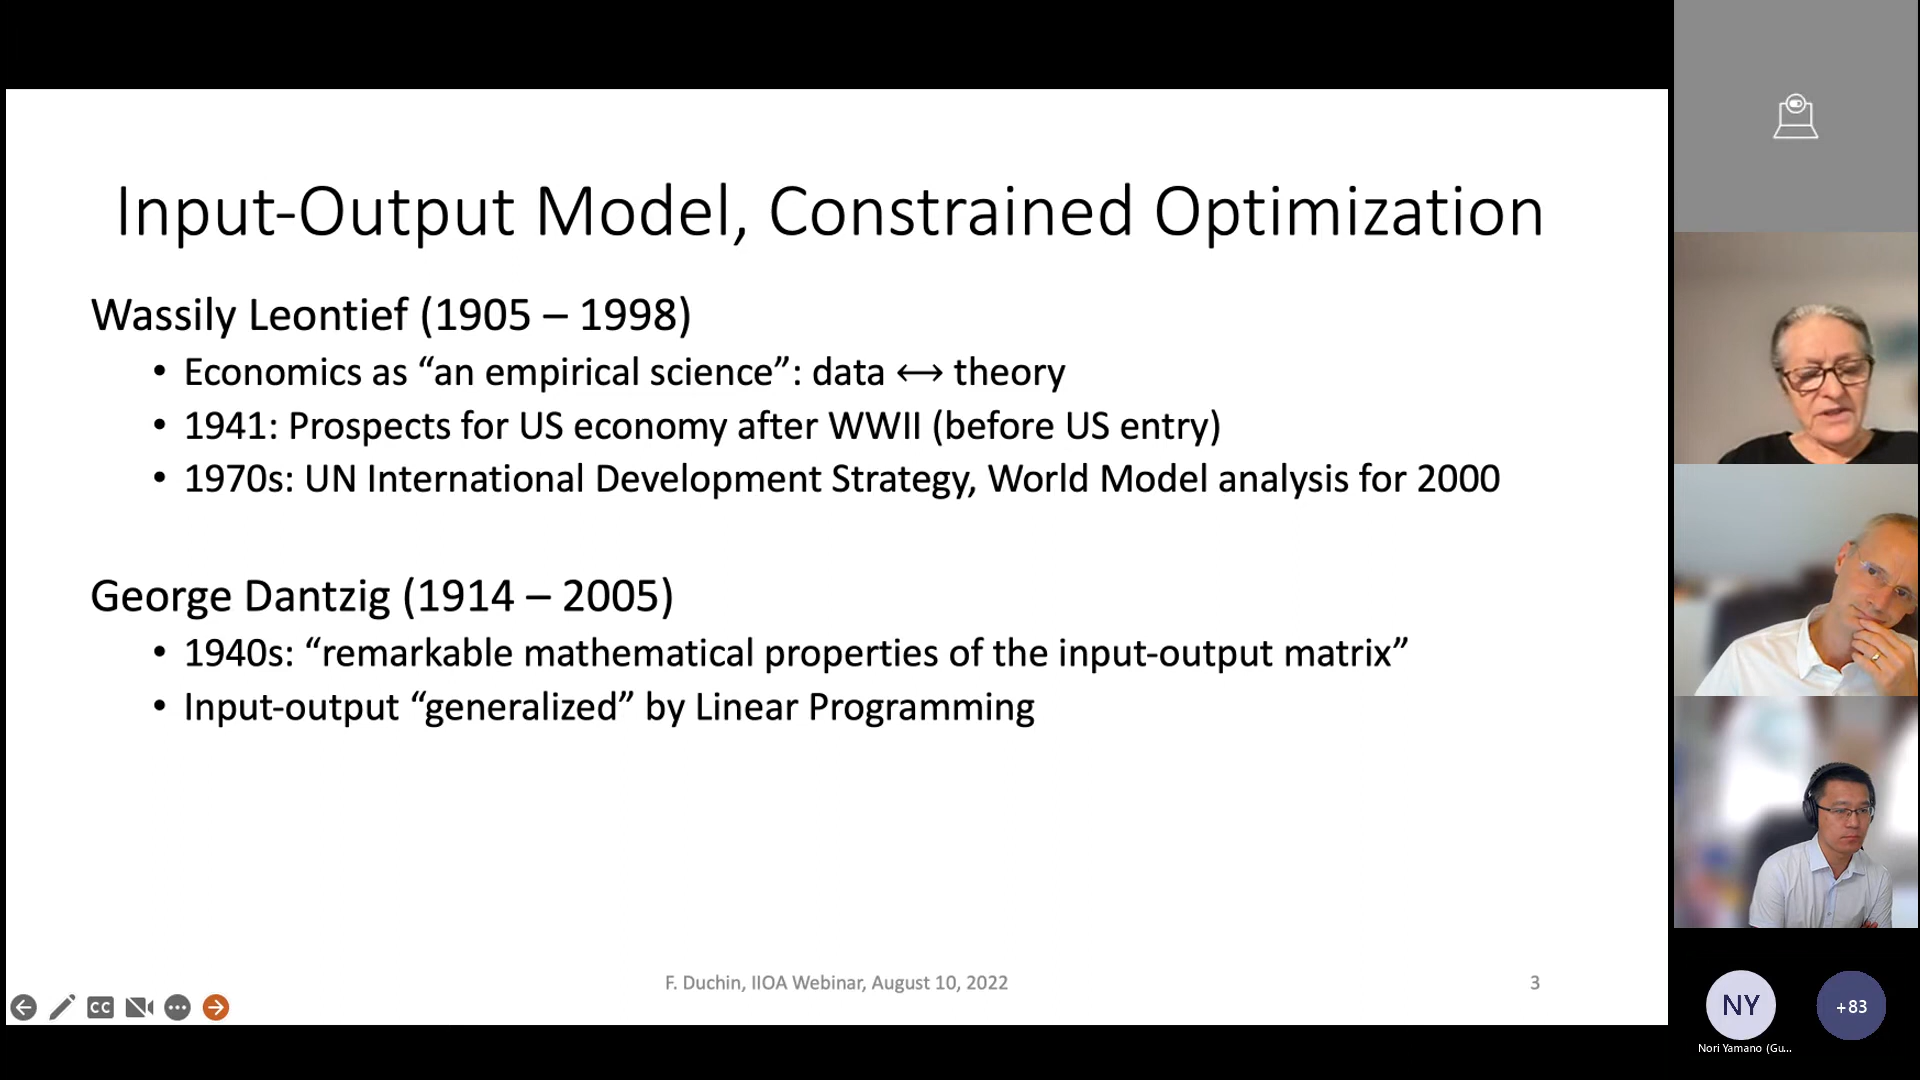 Input-Output Model, Constrained Optimization
Wassily Leontief (1905 – 1998)
• Economics as “an empirical science”: data ⟷ theory
• 1941: Prospects for US economy after WWII (before US entry)
• 1970s: UN International Development Strategy, World Model analysis for 2000
George Dantzig (1914 – 2005)
• 1940s: “remarkable mathematical properties of the input-output matrix”
• Input-output “generalized” by Linear Programming
F. Duchin, IIOA Webinar, August 10, 2022
3
CC
NY
+83
Nori Yamano (Gu...